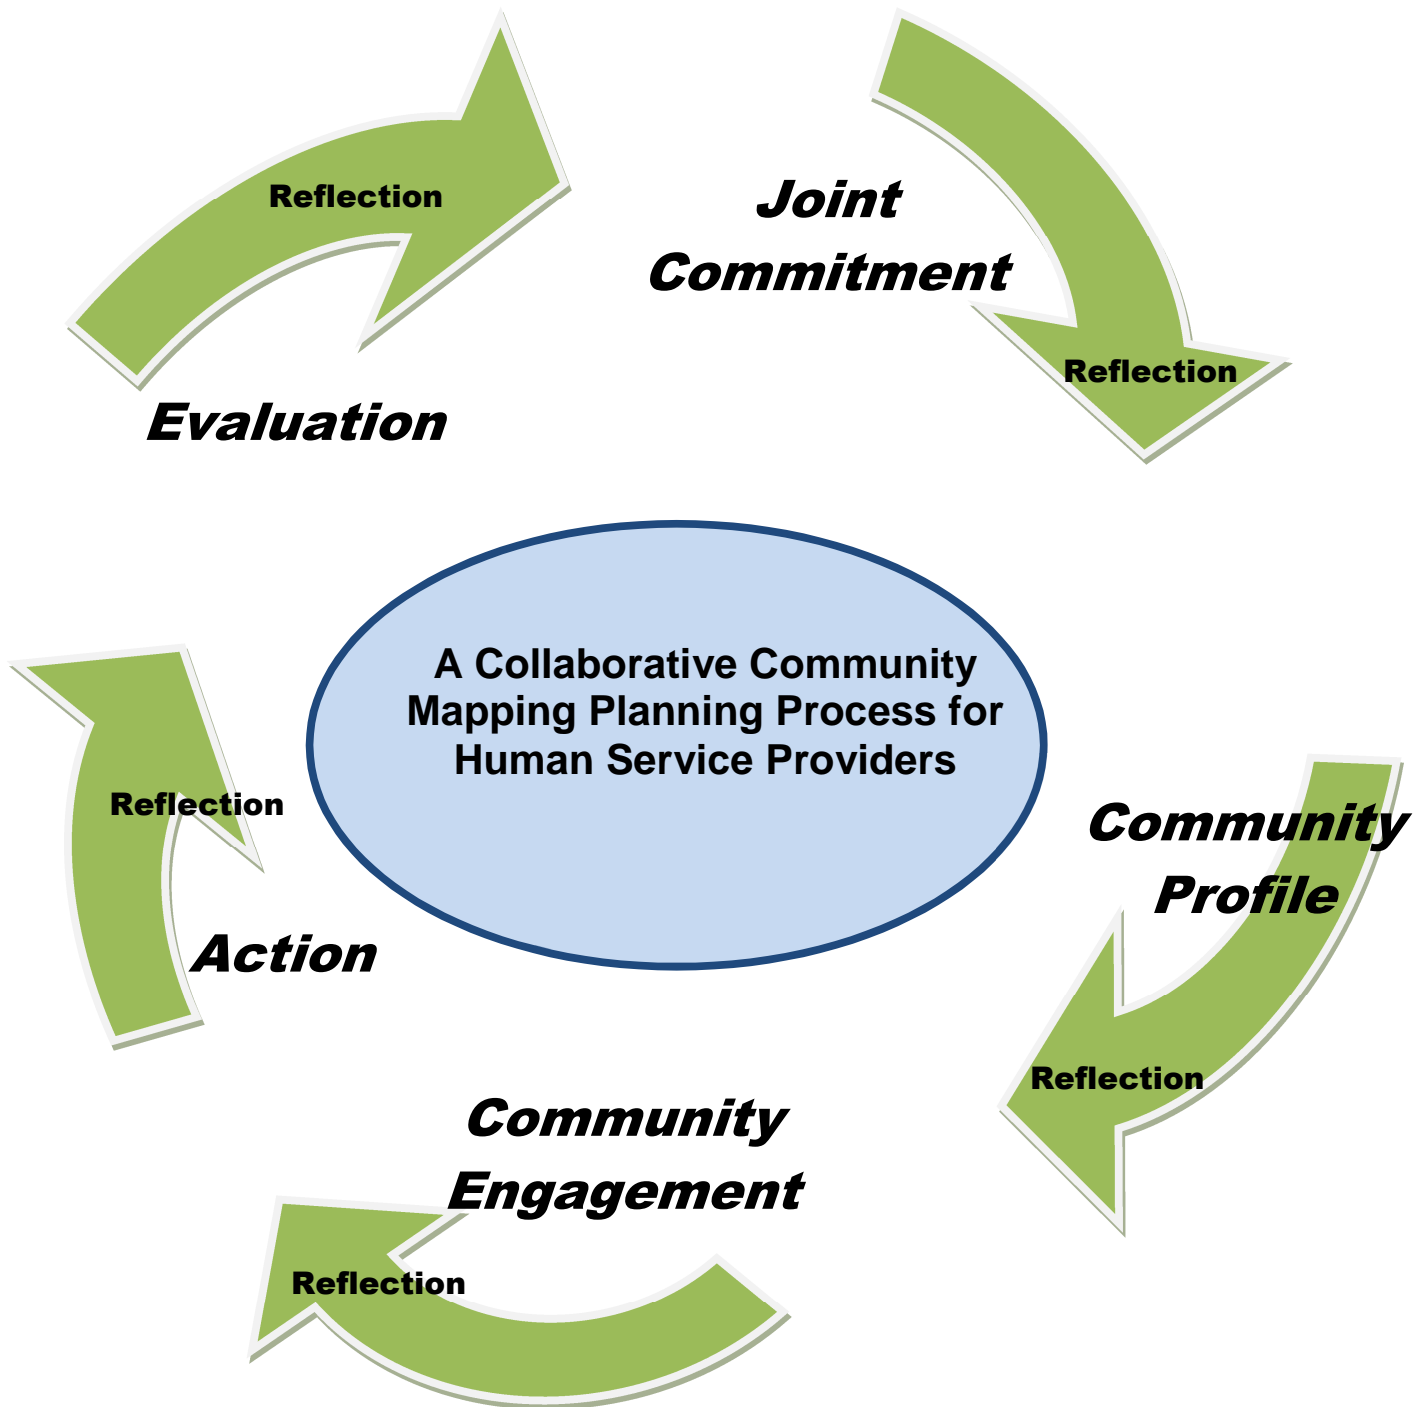 Reflection
Joint
Commitment
Reflection
Evaluation
A Collaborative Community
Mapping Planning Process for
Human Service Providers
Reflection
Community
Profile
Action
Reflection
Community
Engagement
Reflection